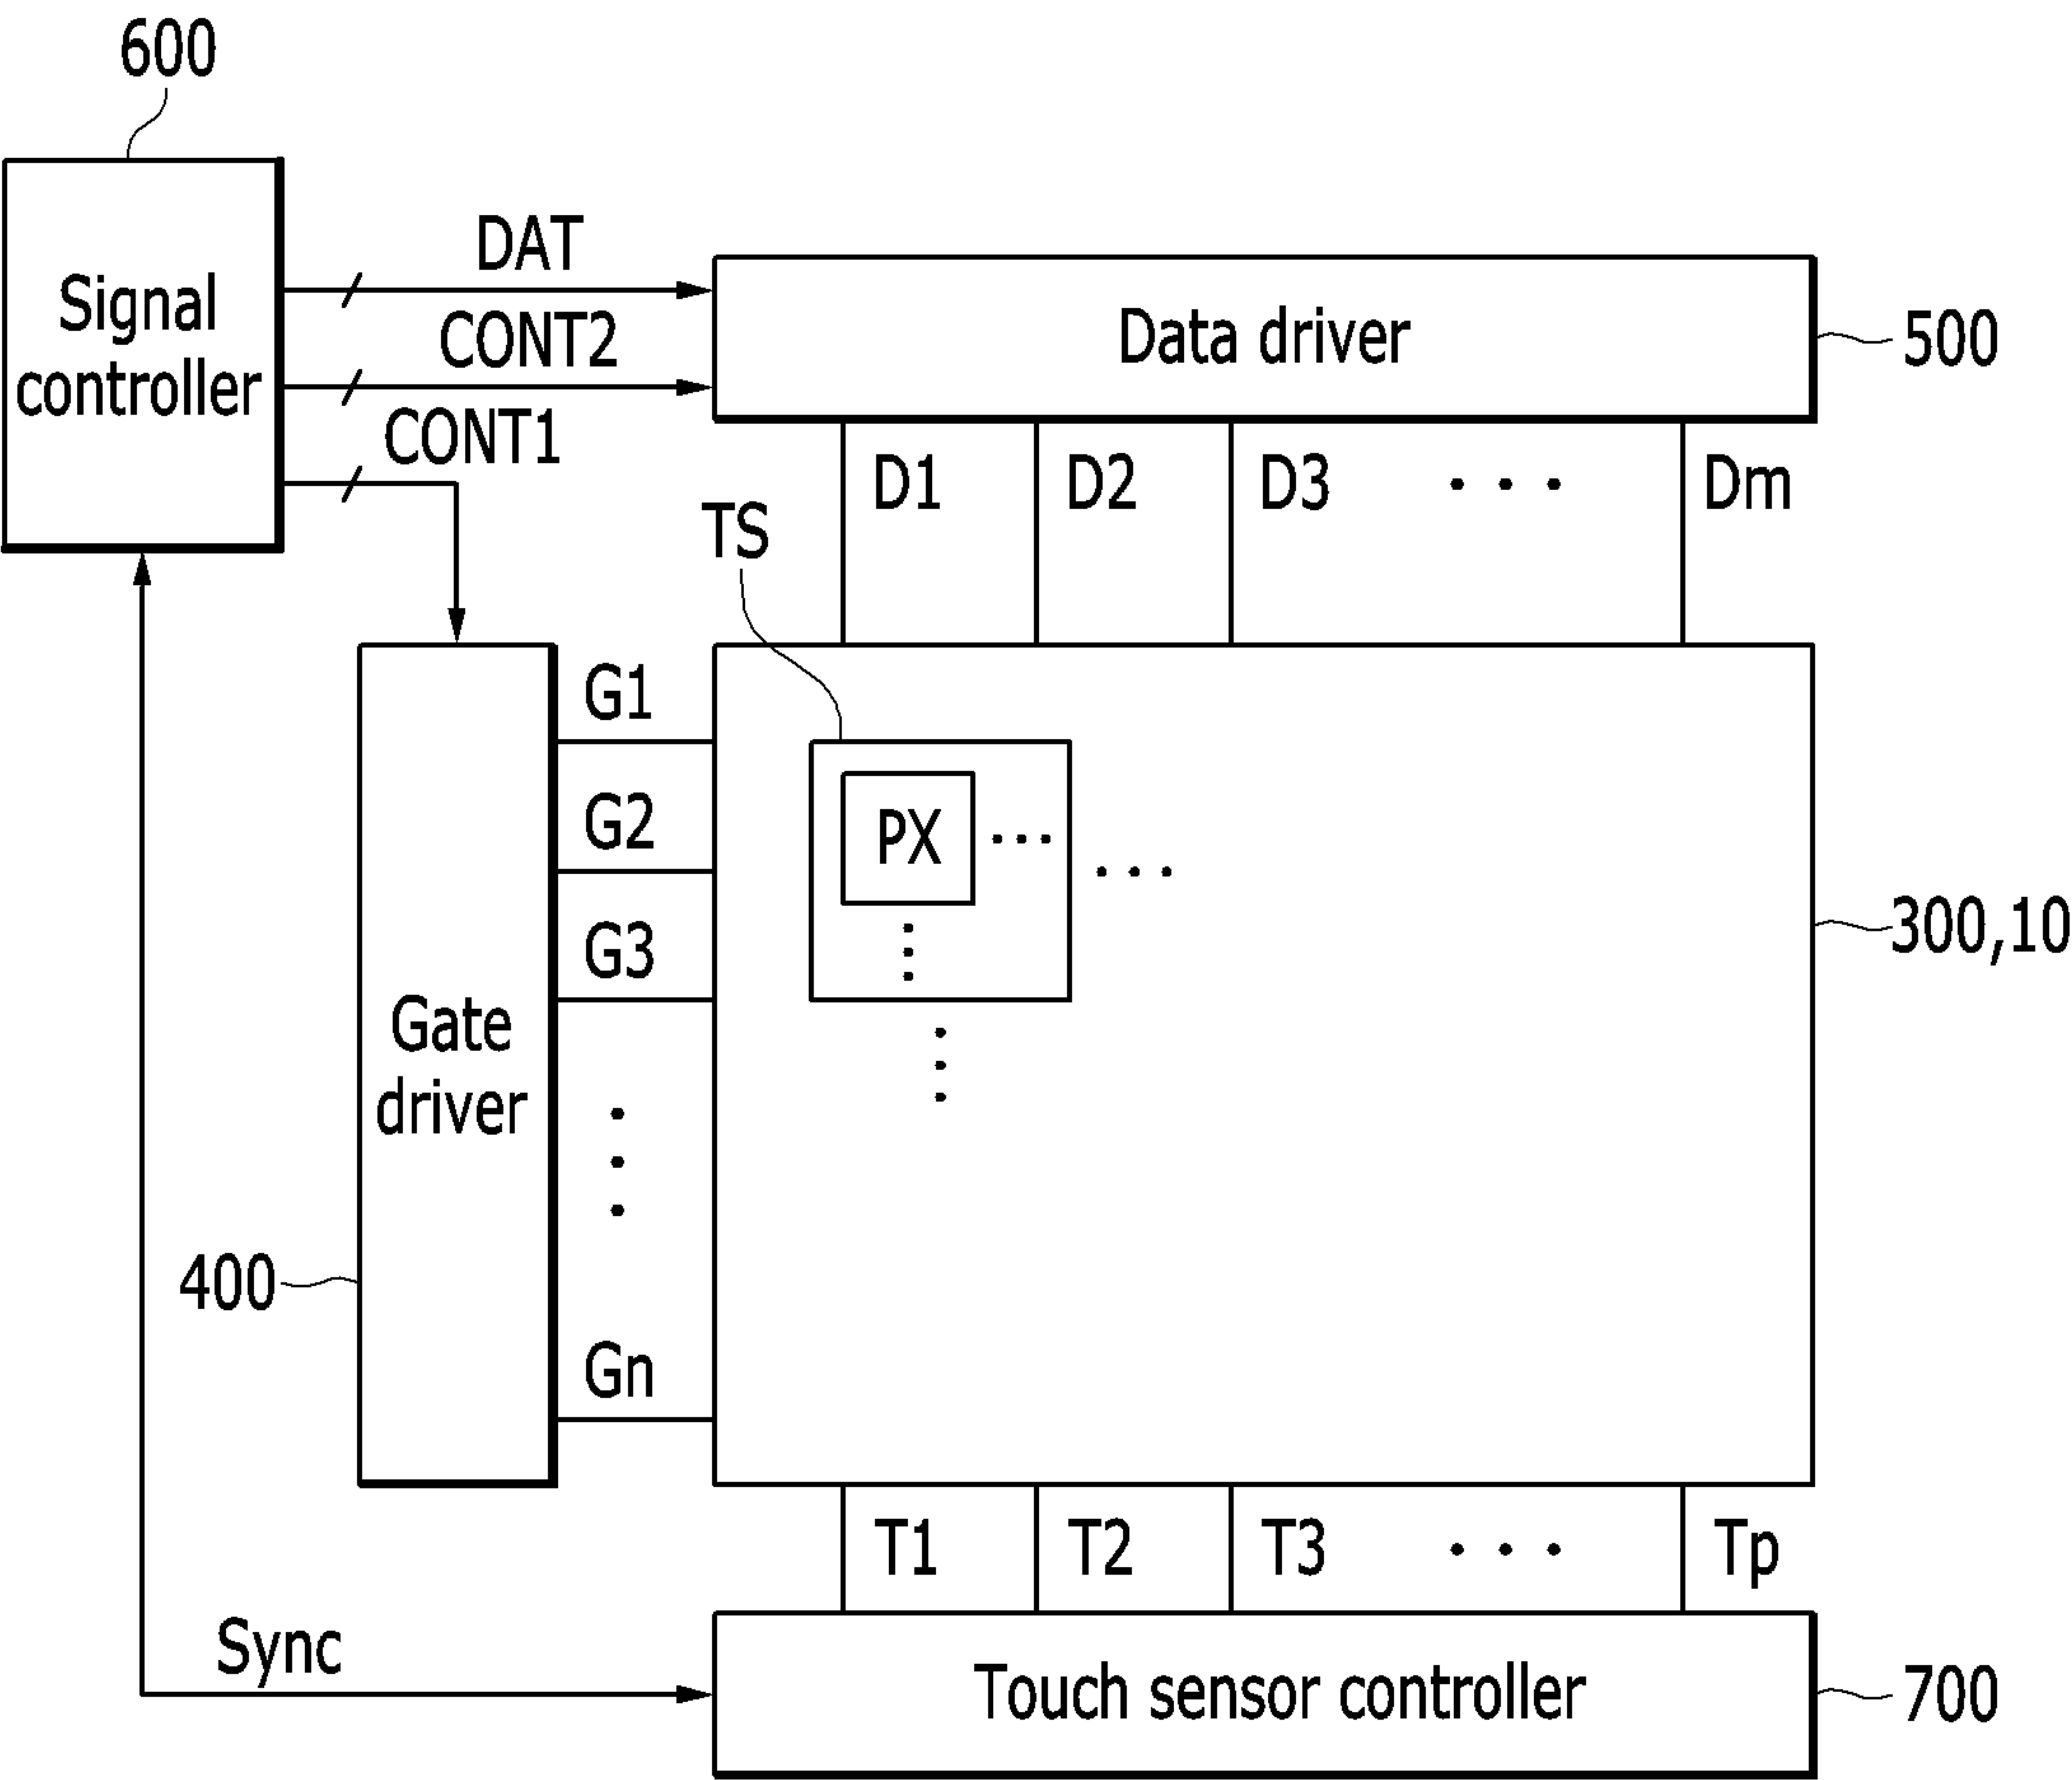 600
Signal
controller
DAT
CONT2
CONT1
Data driver
500
D1 D2 D3 Dm
TS
G1
G2
G3
Gn
PX
300,10
Gate
driver
400
T1 T2 T3 Tp
Sync
Touch sensor controller
700